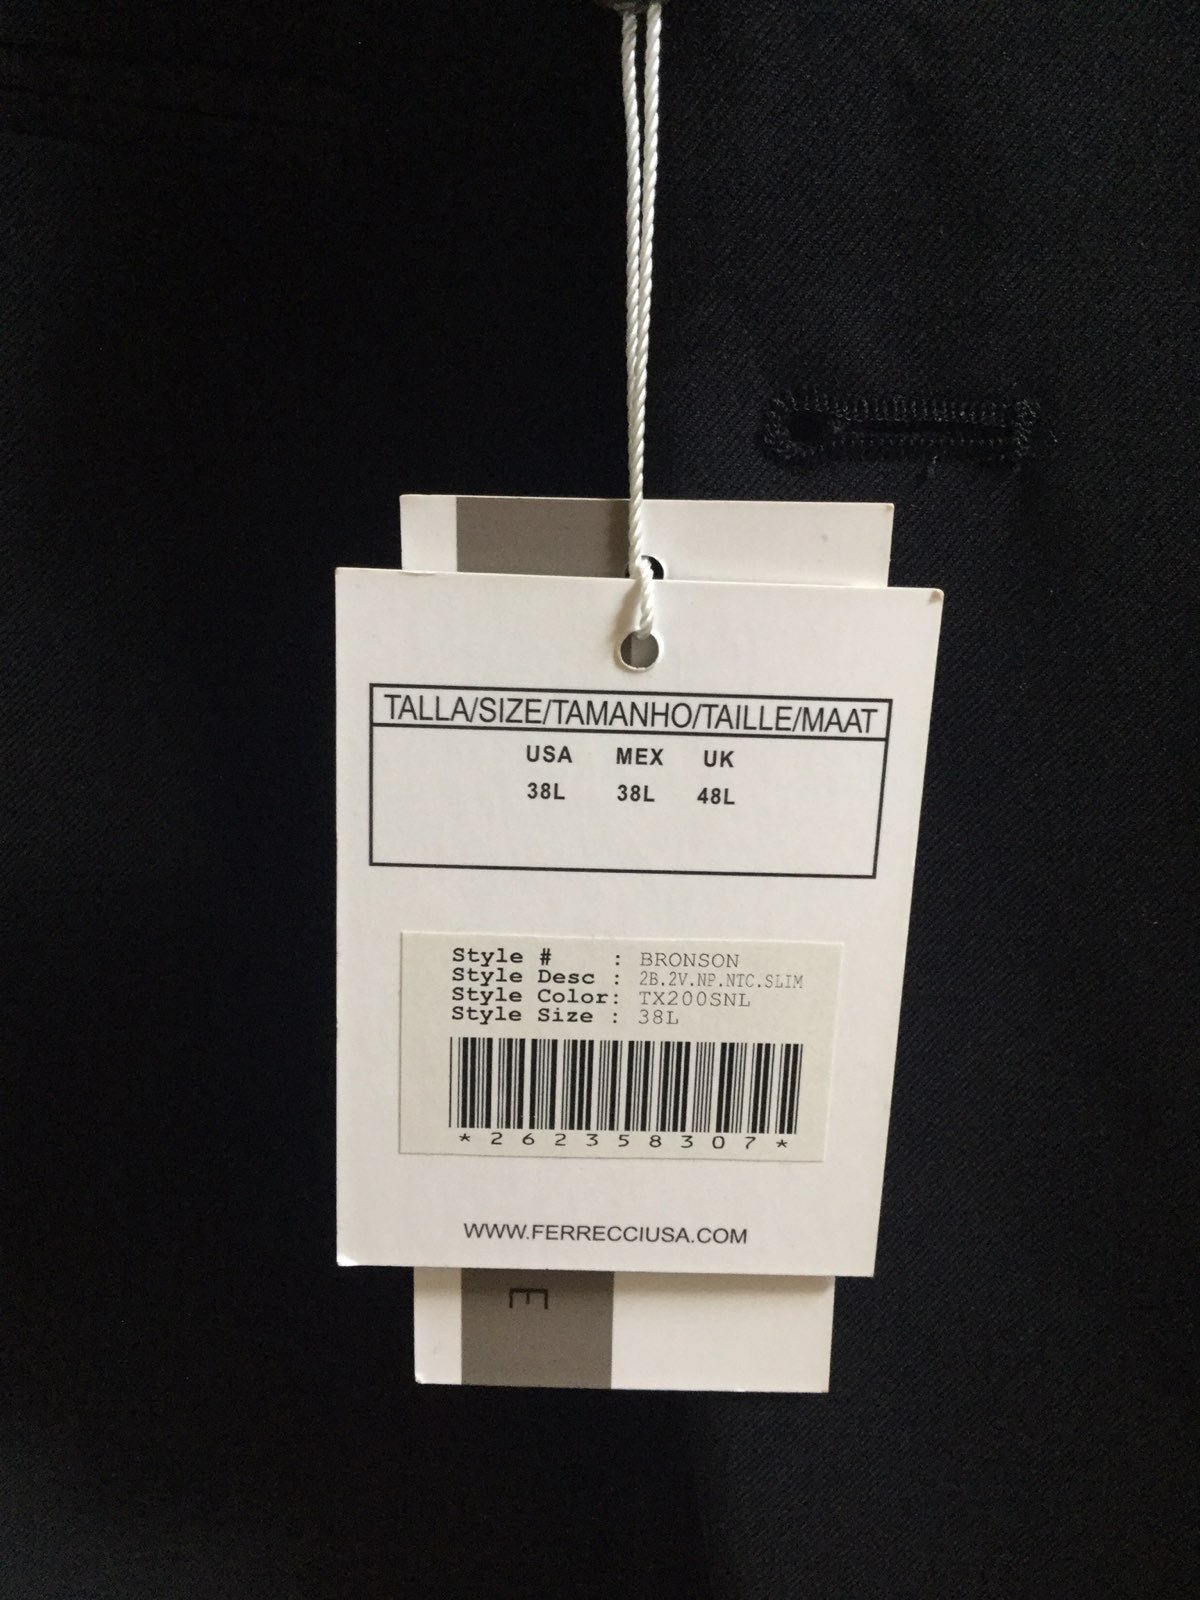 TALLA/SIZE/TAMANHO/TAILLE/MAAT
USA MEX UK
38L 38L 48L
Style # : BRONSON
Style Desc : 2B.2V.NP.NTC.SLIM
Style Color: TX200SNL
Style Size : 38L
*262358307*
WWW.FERRECCIUSA.COM
E